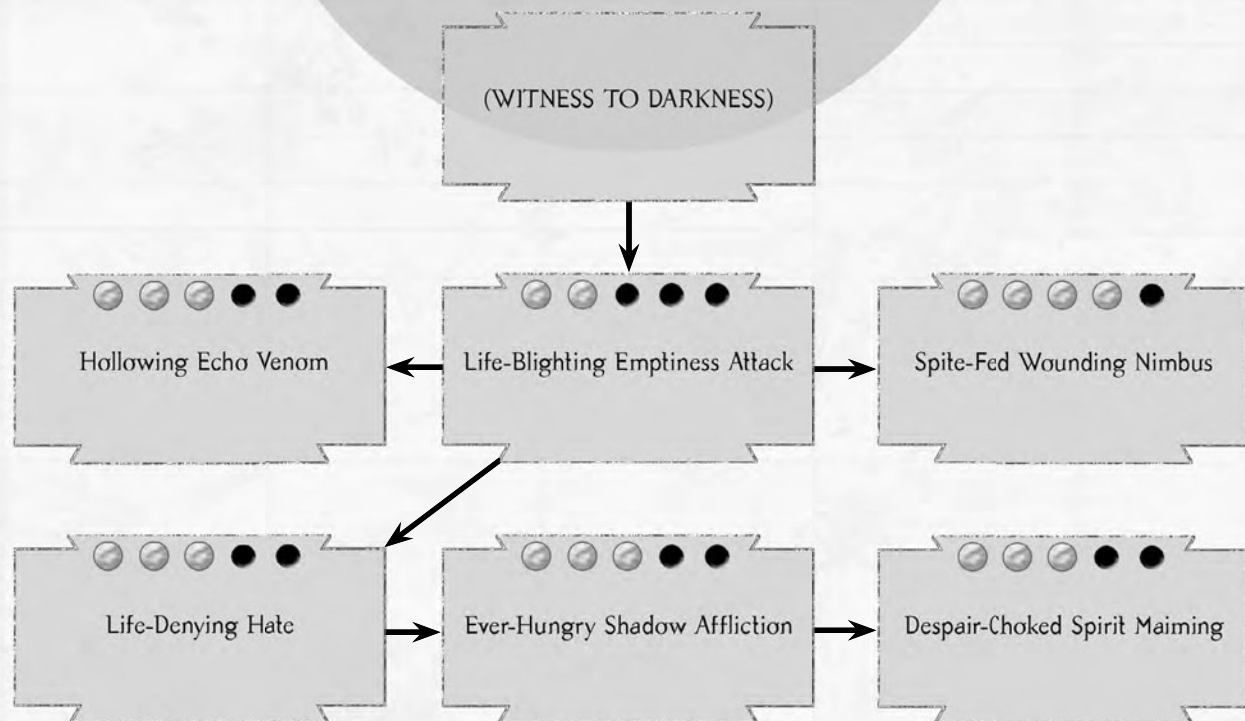 (WITNESS TO DARKNESS)
Hollowing Echo Venom
Life-Blighting Emptiness Attack
Spite-Fed Wounding Nimbus
Life-Denying Hate
Ever-Hungry Shadow Affliction
Despair-Choked Spirit Maiming